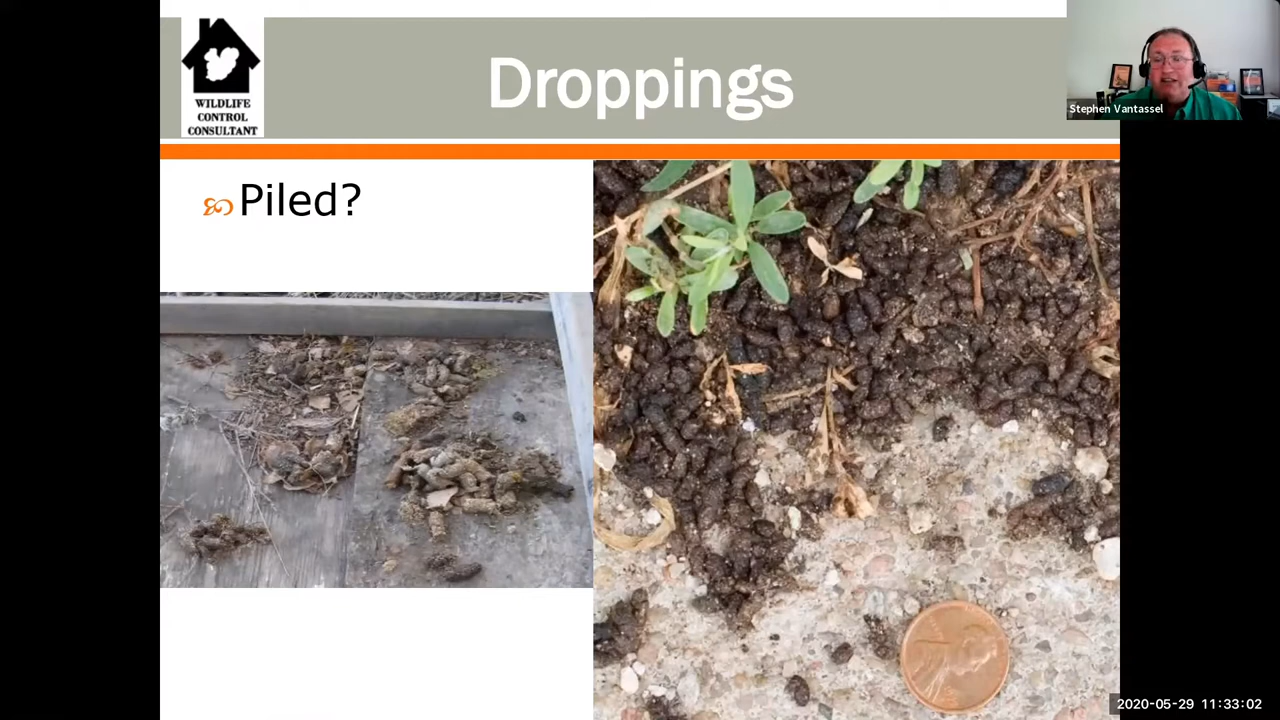 WILDLIFE
CONTROL
CONSULTANT
Droppings
Stephen Vantassel
Piled?
2020-05-29 11:33:02